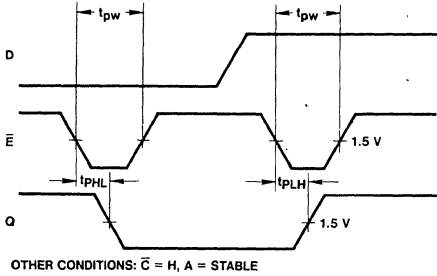 tpw tpw
D
E̅
1.5 V
tPHL tPLH
Q
1.5 V
OTHER CONDITIONS: C̅ = H, A = STABLE